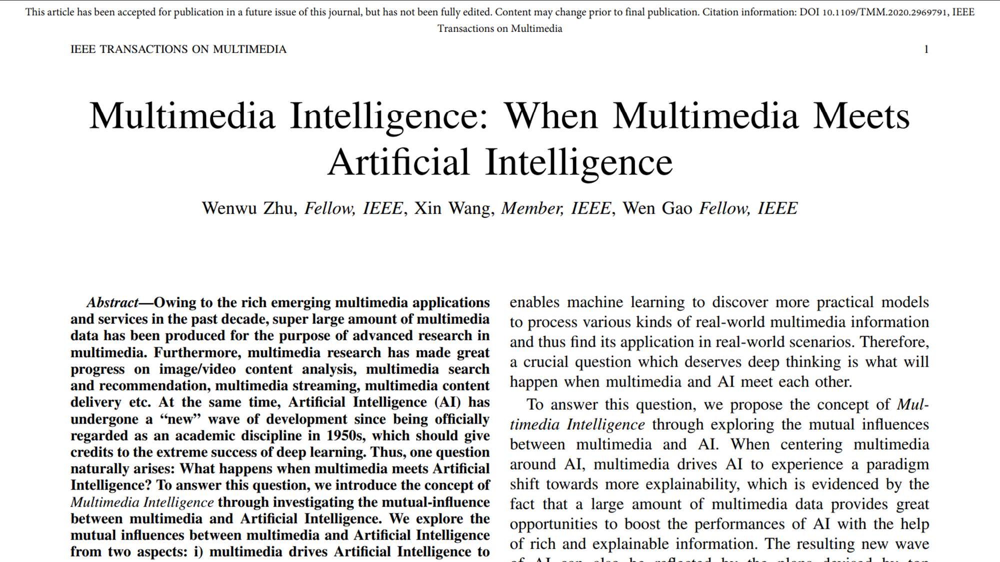 This article has been accepted for publication in a future issue of this journal, but has not been fully edited. Content may change prior to final publication. Citation information: DOI 10.1109/TMM.2020.2969791, IEEE
Transactions on Multimedia
IEEE TRANSACTIONS ON MULTIMEDIA 1
Multimedia Intelligence: When Multimedia Meets
Artificial Intelligence
Wenwu Zhu, Fellow, IEEE, Xin Wang, Member, IEEE, Wen Gao Fellow, IEEE
Abstract—Owing to the rich emerging multimedia applications
and services in the past decade, super large amount of multimedia
data has been produced for the purpose of advanced research in
multimedia. Furthermore, multimedia research has made great
progress on image/video content analysis, multimedia search
and recommendation, multimedia streaming, multimedia content
delivery etc. At the same time, Artificial Intelligence (AI) has
undergone a “new” wave of development since being officially
regarded as an academic discipline in 1950s, which should give
credits to the extreme success of deep learning. Thus, one question
naturally arises: What happens when multimedia meets Artificial
Intelligence? To answer this question, we introduce the concept of
Multimedia Intelligence through investigating the mutual-influence
between multimedia and Artificial Intelligence. We explore the
mutual influences between multimedia and Artificial Intelligence
from two aspects: i) multimedia drives Artificial Intelligence to
enables machine learning to discover more practical models
to process various kinds of real-world multimedia information
and thus find its application in real-world scenarios. Therefore,
a crucial question which deserves deep thinking is what will
happen when multimedia and AI meet each other.
To answer this question, we propose the concept of Mul-
timedia Intelligence through exploring the mutual influences
between multimedia and AI. When centering multimedia
around AI, multimedia drives AI to experience a paradigm
shift towards more explainability, which is evidenced by the
fact that a large amount of multimedia data provides great
opportunities to boost the performances of AI with the help
of rich and explainable information. The resulting new wave
of AI can also be reflected by the plans devised by top